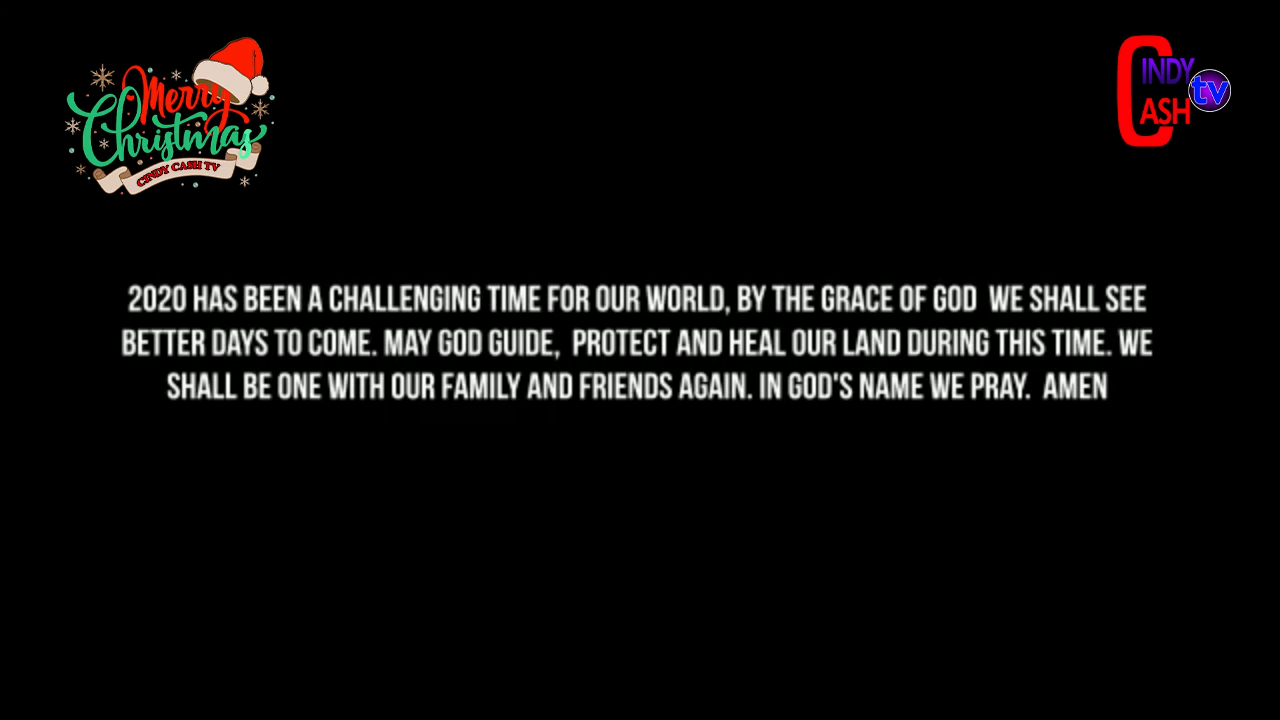 Merry
Christmas
CINDY CASH TV
CINDY
CASH
tv
2020 HAS BEEN A CHALLENGING TIME FOR OUR WORLD, BY THE GRACE OF GOD  WE SHALL SEE
BETTER DAYS TO COME. MAY GOD GUIDE,  PROTECT AND HEAL OUR LAND DURING THIS TIME. WE
SHALL BE ONE WITH OUR FAMILY AND FRIENDS AGAIN. IN GOD'S NAME WE PRAY.  AMEN